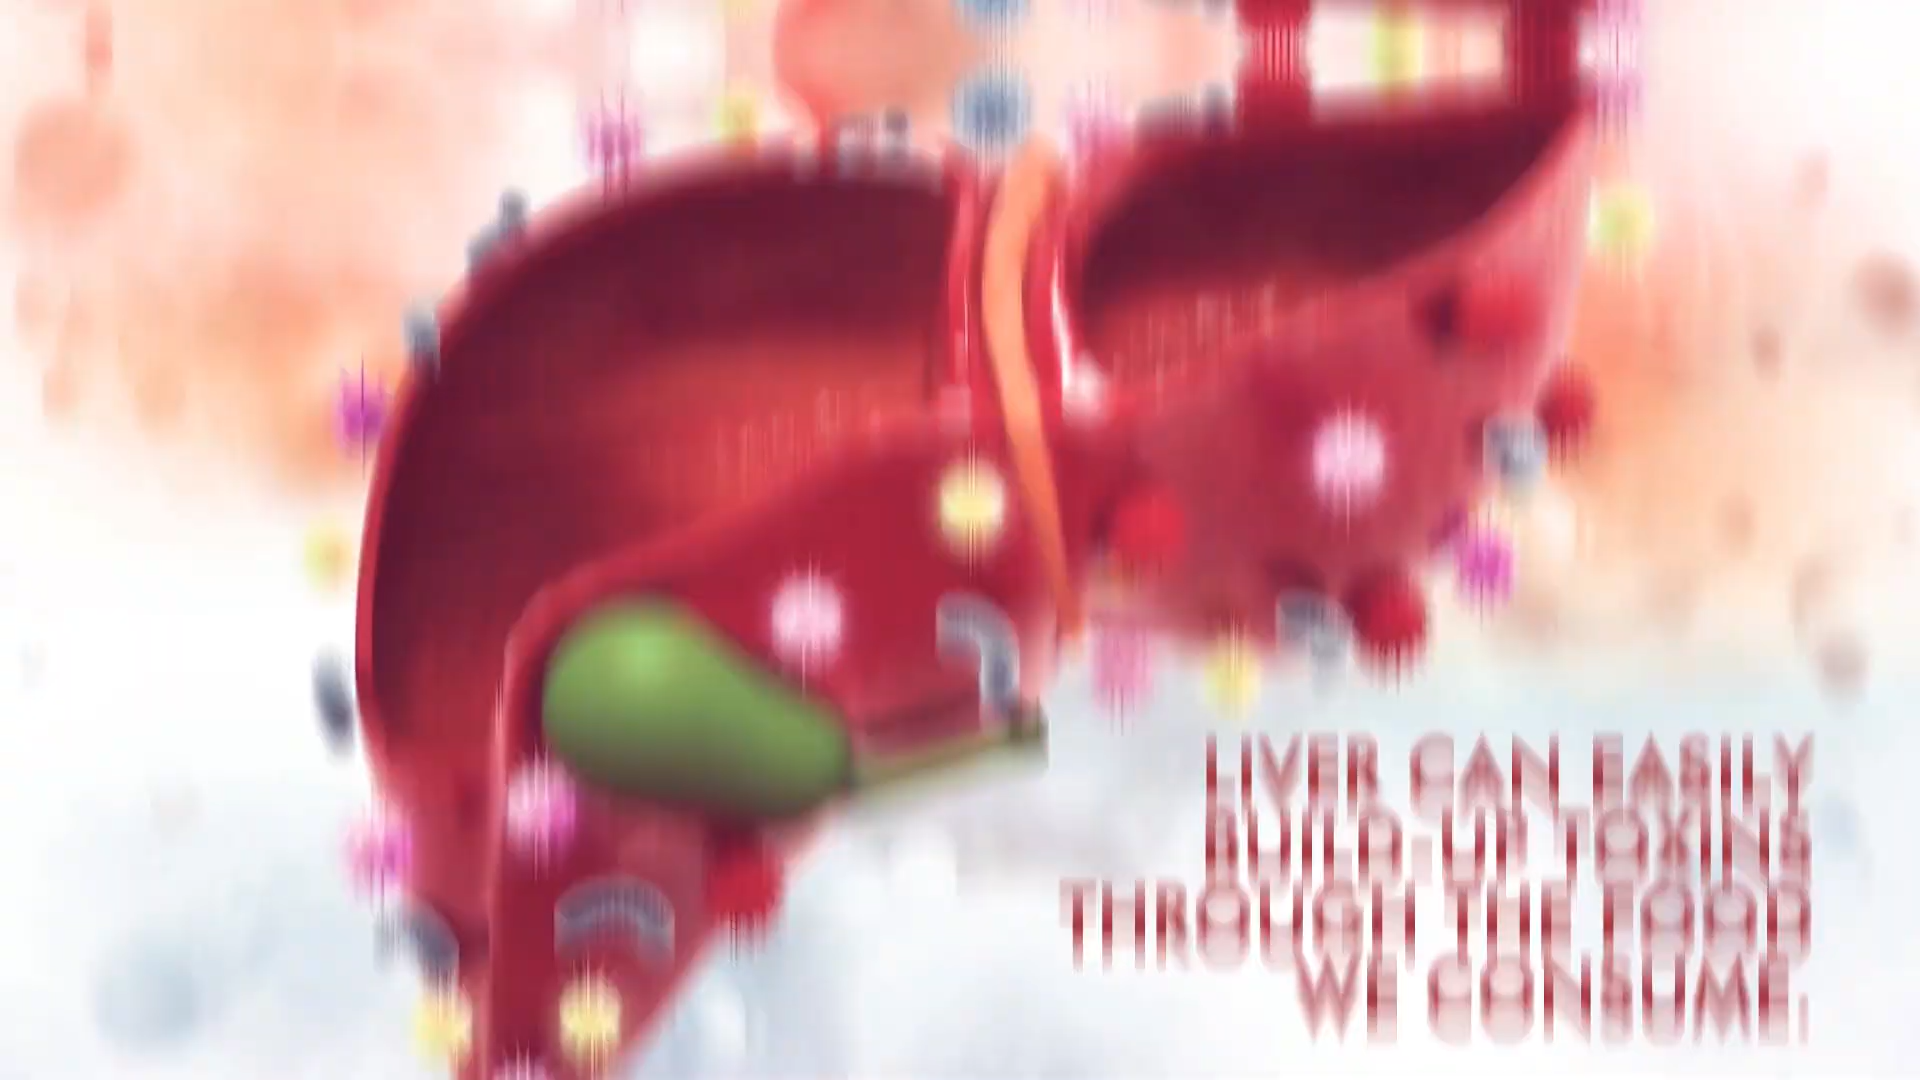 LIVER CAN EASILY
BUILD-UP TOXINS
THROUGH THE FOOD
WE CONSUME.